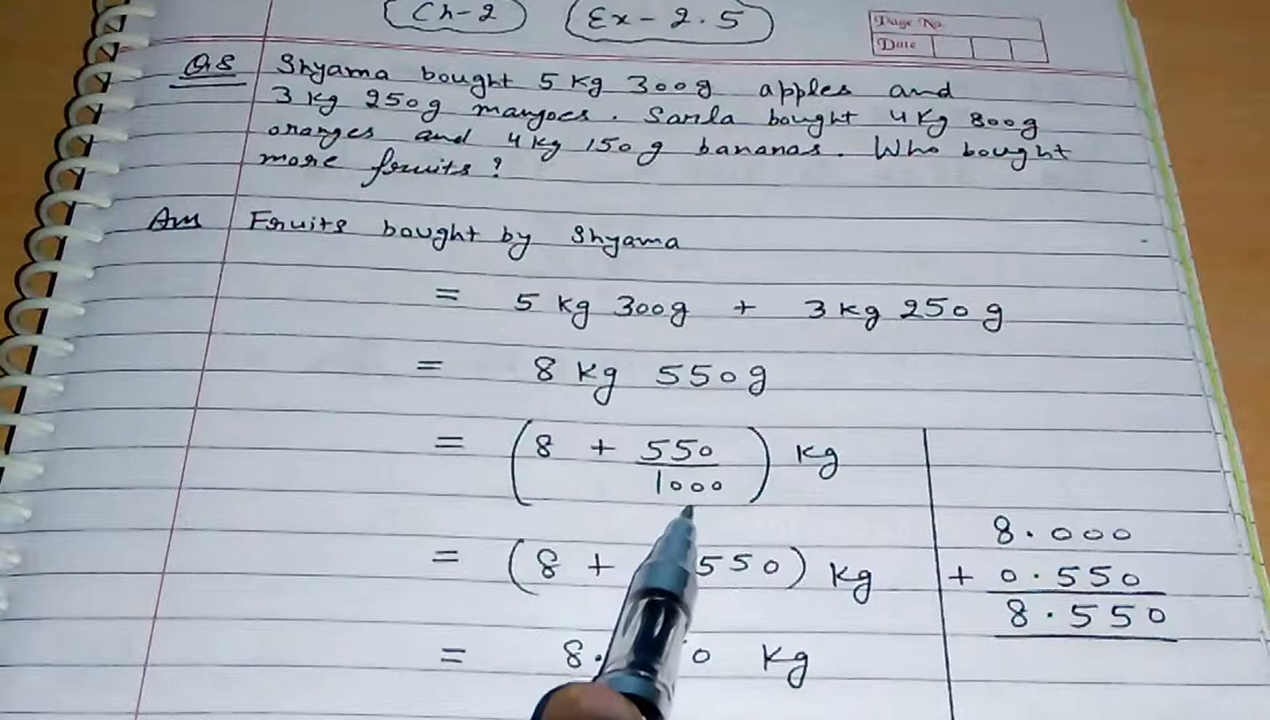 Ch-2 Ex-2.5
Page No.
Date
Q.8 Shyama bought 5 Kg 300g apples and
3 Kg 250g mangoes. Sarla bought 4 Kg 800g
oranges and 4 Kg 150g bananas. Who bought
more fruits?
Ans Fruits bought by Shyama
= 5 kg 300g + 3 kg 250g
= 8 kg 550g
= (8 + 550/1000) kg
= (8 + 550) kg
8.000
+ 0.550
8.550
= 8. 0 kg